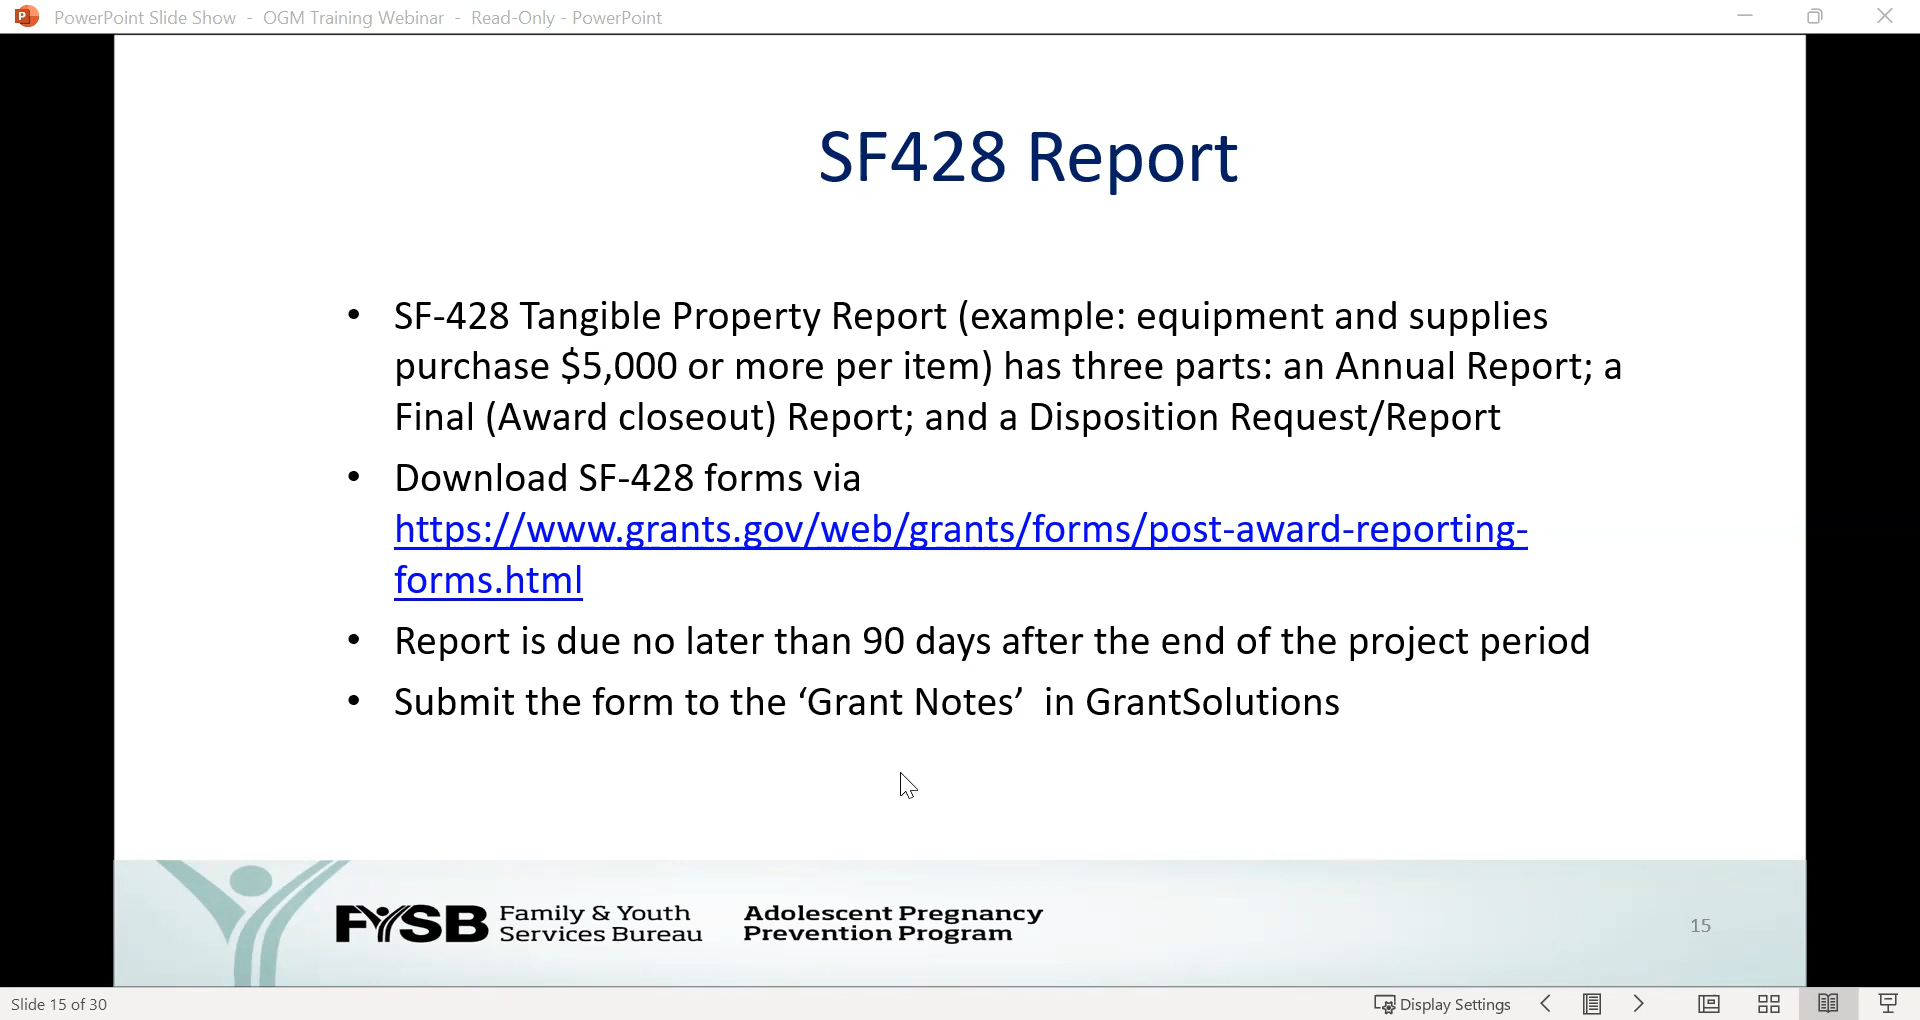 PowerPoint Slide Show - OGM Training Webinar - Read-Only - PowerPoint
SF428 Report
• SF-428 Tangible Property Report (example: equipment and supplies
purchase $5,000 or more per item) has three parts: an Annual Report; a
Final (Award closeout) Report; and a Disposition Request/Report
• Download SF-428 forms via
https://www.grants.gov/web/grants/forms/post-award-reporting-
forms.html
• Report is due no later than 90 days after the end of the project period
• Submit the form to the ‘Grant Notes’ in GrantSolutions
FYSB Family & Youth
Services Bureau
Adolescent Pregnancy
Prevention Program
15
Slide 15 of 30
Display Settings